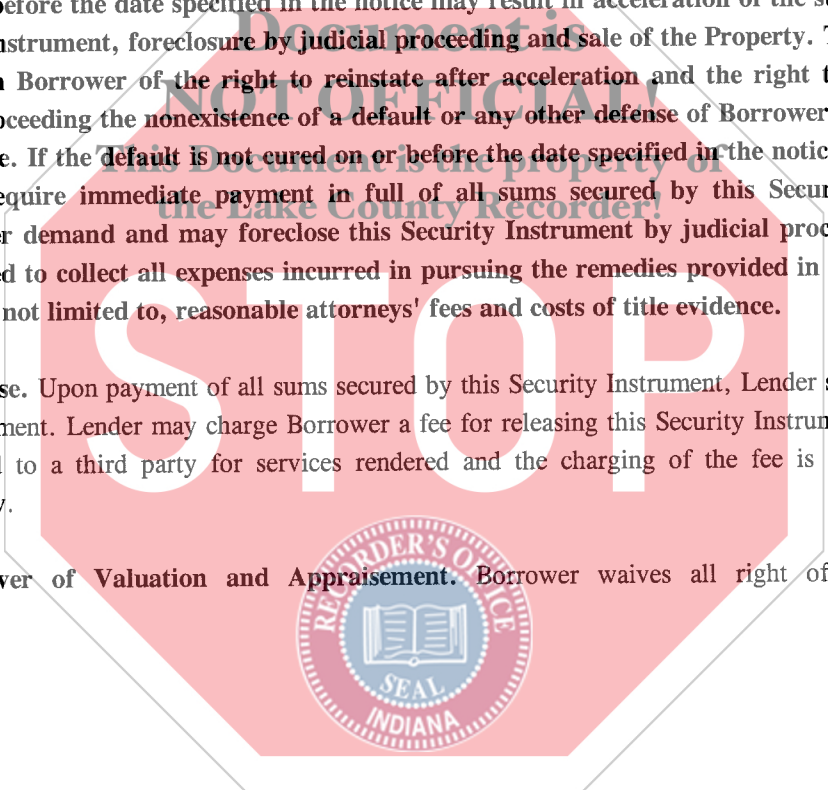 before the date specified in the notice may result in acceleration of the
Document is
nstrument, foreclosure by judicial proceeding and sale of the Property.
Borrower of the right to reinstate after acceleration and the right
NOT OFFICIAL!
oceeding the nonexistence of a default or any other defense of Borrower
e. If the default is not cured on or before the date specified in the notic
This Document is the property of
equire immediate payment in full of all sums secured by this Secur
the Lake County Recorder!
r demand and may foreclose this Security Instrument by judicial proc
d to collect all expenses incurred in pursuing the remedies provided in
not limited to, reasonable attorneys' fees and costs of title evidence.
STOP
se. Upon payment of all sums secured by this Security Instrument, Lender s
ment. Lender may charge Borrower a fee for releasing this Security Instrum
to a third party for services rendered and the charging of the fee is
y.
ver of Valuation and Appraisement. Borrower waives all right of
RECORDER'S OFFICE
SEAL
INDIANA